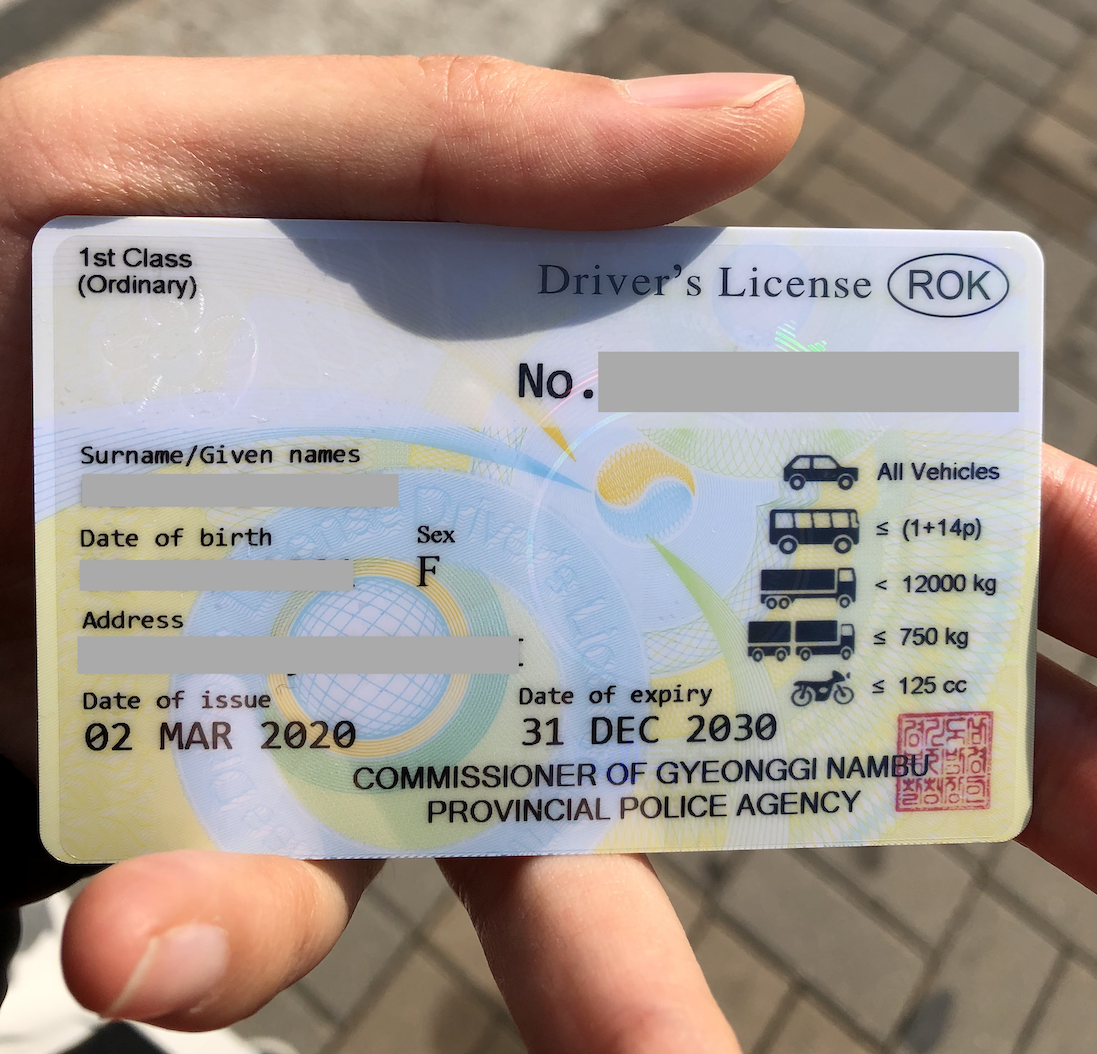 1st Class
(Ordinary)
Driver's License ROK
No.
Surname/Given names
Date of birth
Sex
F
Address
Date of issue
02 MAR 2020
Date of expiry
31 DEC 2030
All Vehicles
≤ (1+14p)
< 12000 kg
≤ 750 kg
≤ 125 cc
COMMISSIONER OF GYEONGGI NAMBU
PROVINCIAL POLICE AGENCY